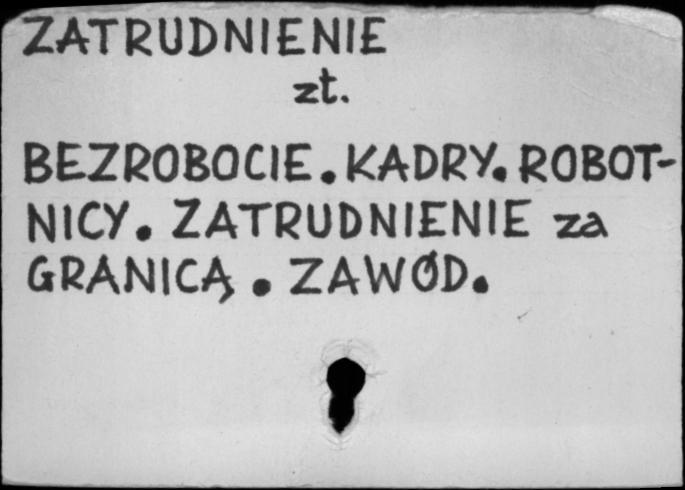 ZATRUDNIENIE
zt.
BEZROBOCIE. KADRY. ROBOT-
NICY. ZATRUDNIENIE za
GRANICĄ. ZAWÓD.